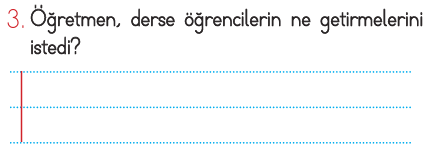 3. Öğretmen, derse öğrencilerin ne getirmelerini
istedi?